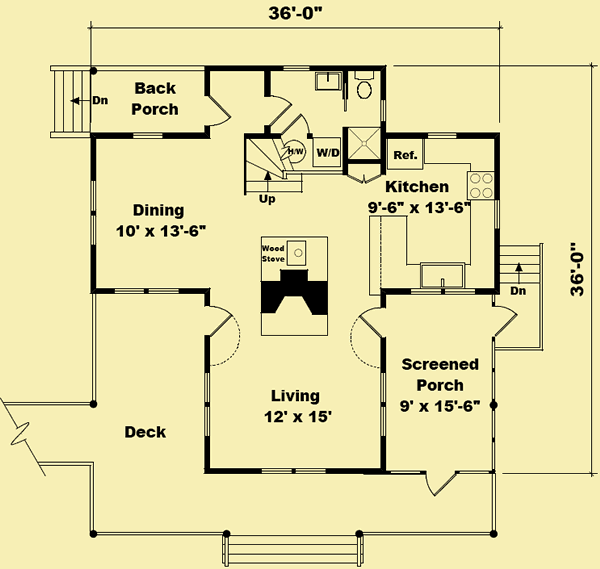 36'-0"
Back
Porch
Dn
H/W
W/D
Ref.
Up
Kitchen
9'-6" x 13'-6"
Dining
10' x 13'-6"
Wood
Stove
36'-0"
Dn
Screened
Porch
9' x 15'-6"
Living
12' x 15'
Deck